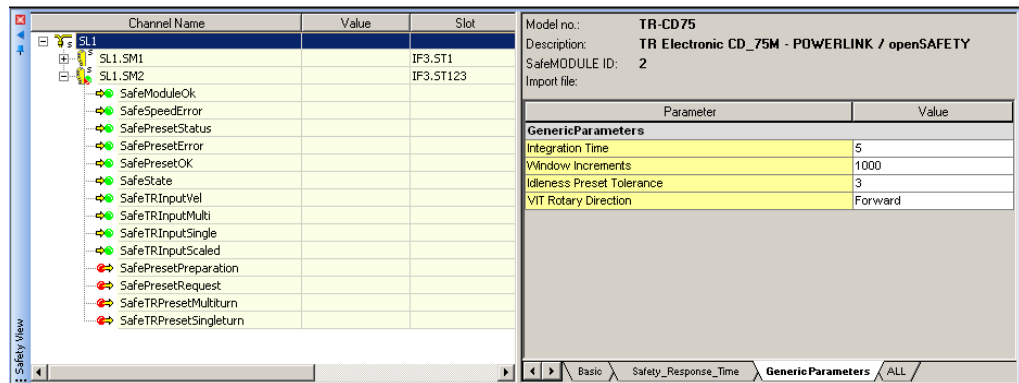 Channel Name Value Slot
SL1
SL1.SM1 IF3.ST1
SL1.SM2 IF3.ST123
SafeModuleOk
SafeSpeedError
SafePresetStatus
SafePresetError
SafePresetOK
SafeState
SafeTRInputVel
SafeTRInputMulti
SafeTRInputSingle
SafeTRInputScaled
SafePresetPreparation
SafePresetRequest
SafeTRPresetMultiturn
SafeTRPresetSingleturn
Safety View
Model no.: TR-CD75
Description: TR Electronic CD_75M - POWERLINK / openSAFETY
SafeMODULE ID: 2
Import file:
Parameter Value
GenericParameters
Integration Time 5
Window Increments 1000
Idleness Preset Tolerance 3
VIT Rotary Direction Forward
Basic Safety_Response_Time GenericParameters ALL